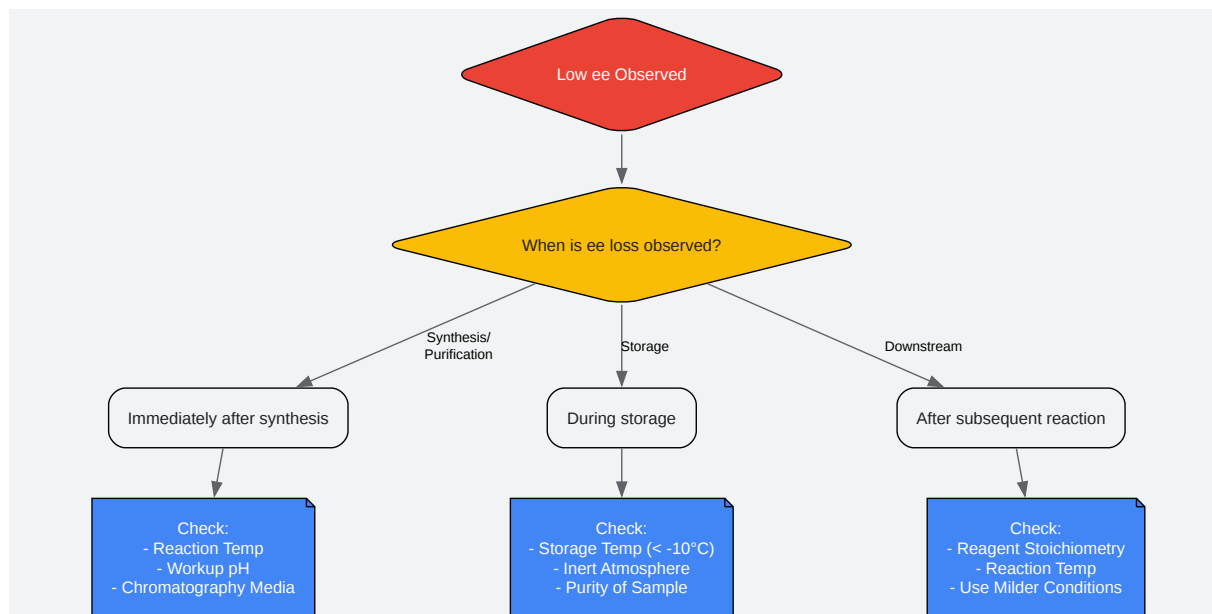 Low ee Observed
When is ee loss observed?
Synthesis/
Purification
Storage
Downstream
Immediately after synthesis
During storage
After subsequent reaction
Check:
- Reaction Temp
- Workup pH
- Chromatography Media
Check:
- Storage Temp (< -10°C)
- Inert Atmosphere
- Purity of Sample
Check:
- Reagent Stoichiometry
- Reaction Temp
- Use Milder Conditions